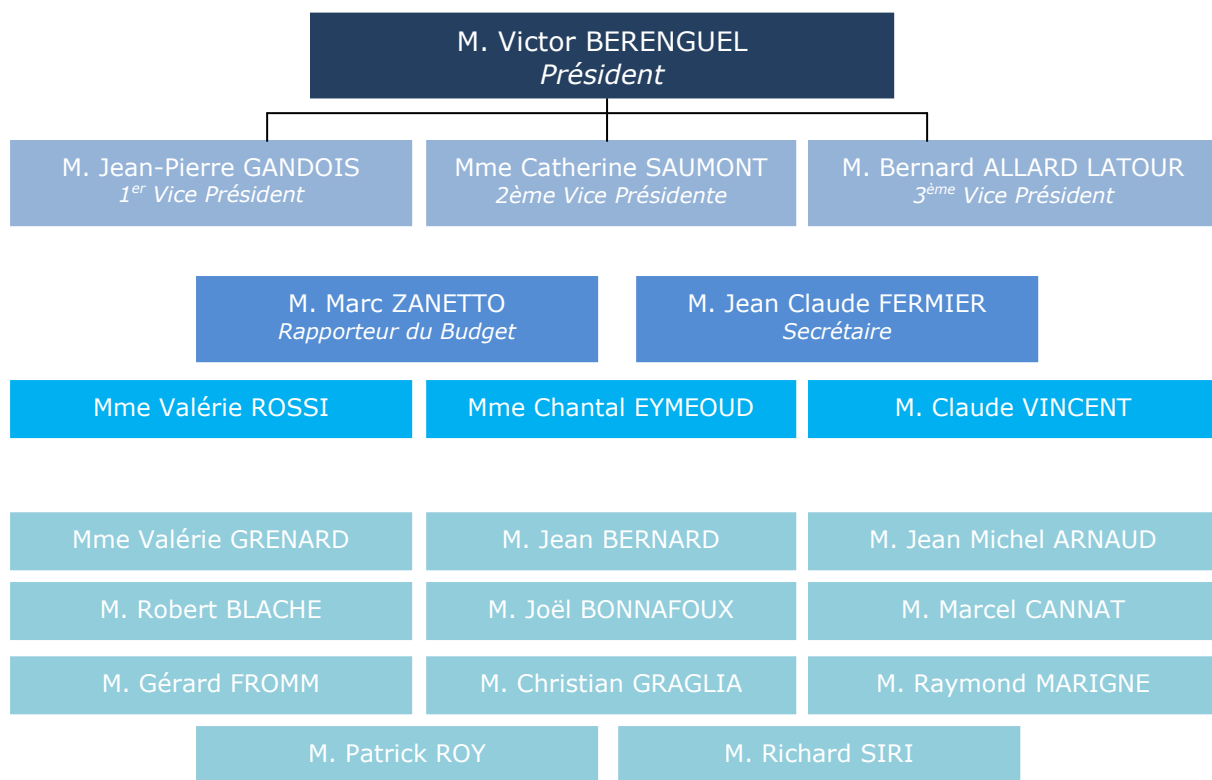 M. Victor BERENGUEL
Président
M. Jean-Pierre GANDOIS
1er Vice Président
Mme Catherine SAUMONT
2ème Vice Présidente
M. Bernard ALLARD LATOUR
3ème Vice Président
M. Marc ZANETTO
Rapporteur du Budget
M. Jean Claude FERMIER
Secrétaire
Mme Valérie ROSSI
Mme Chantal EYMEOUD
M. Claude VINCENT
Mme Valérie GRENARD
M. Jean BERNARD
M. Jean Michel ARNAUD
M. Robert BLACHE
M. Joël BONNAFOUX
M. Marcel CANNAT
M. Gérard FROMM
M. Christian GRAGLIA
M. Raymond MARIGNE
M. Patrick ROY
M. Richard SIRI